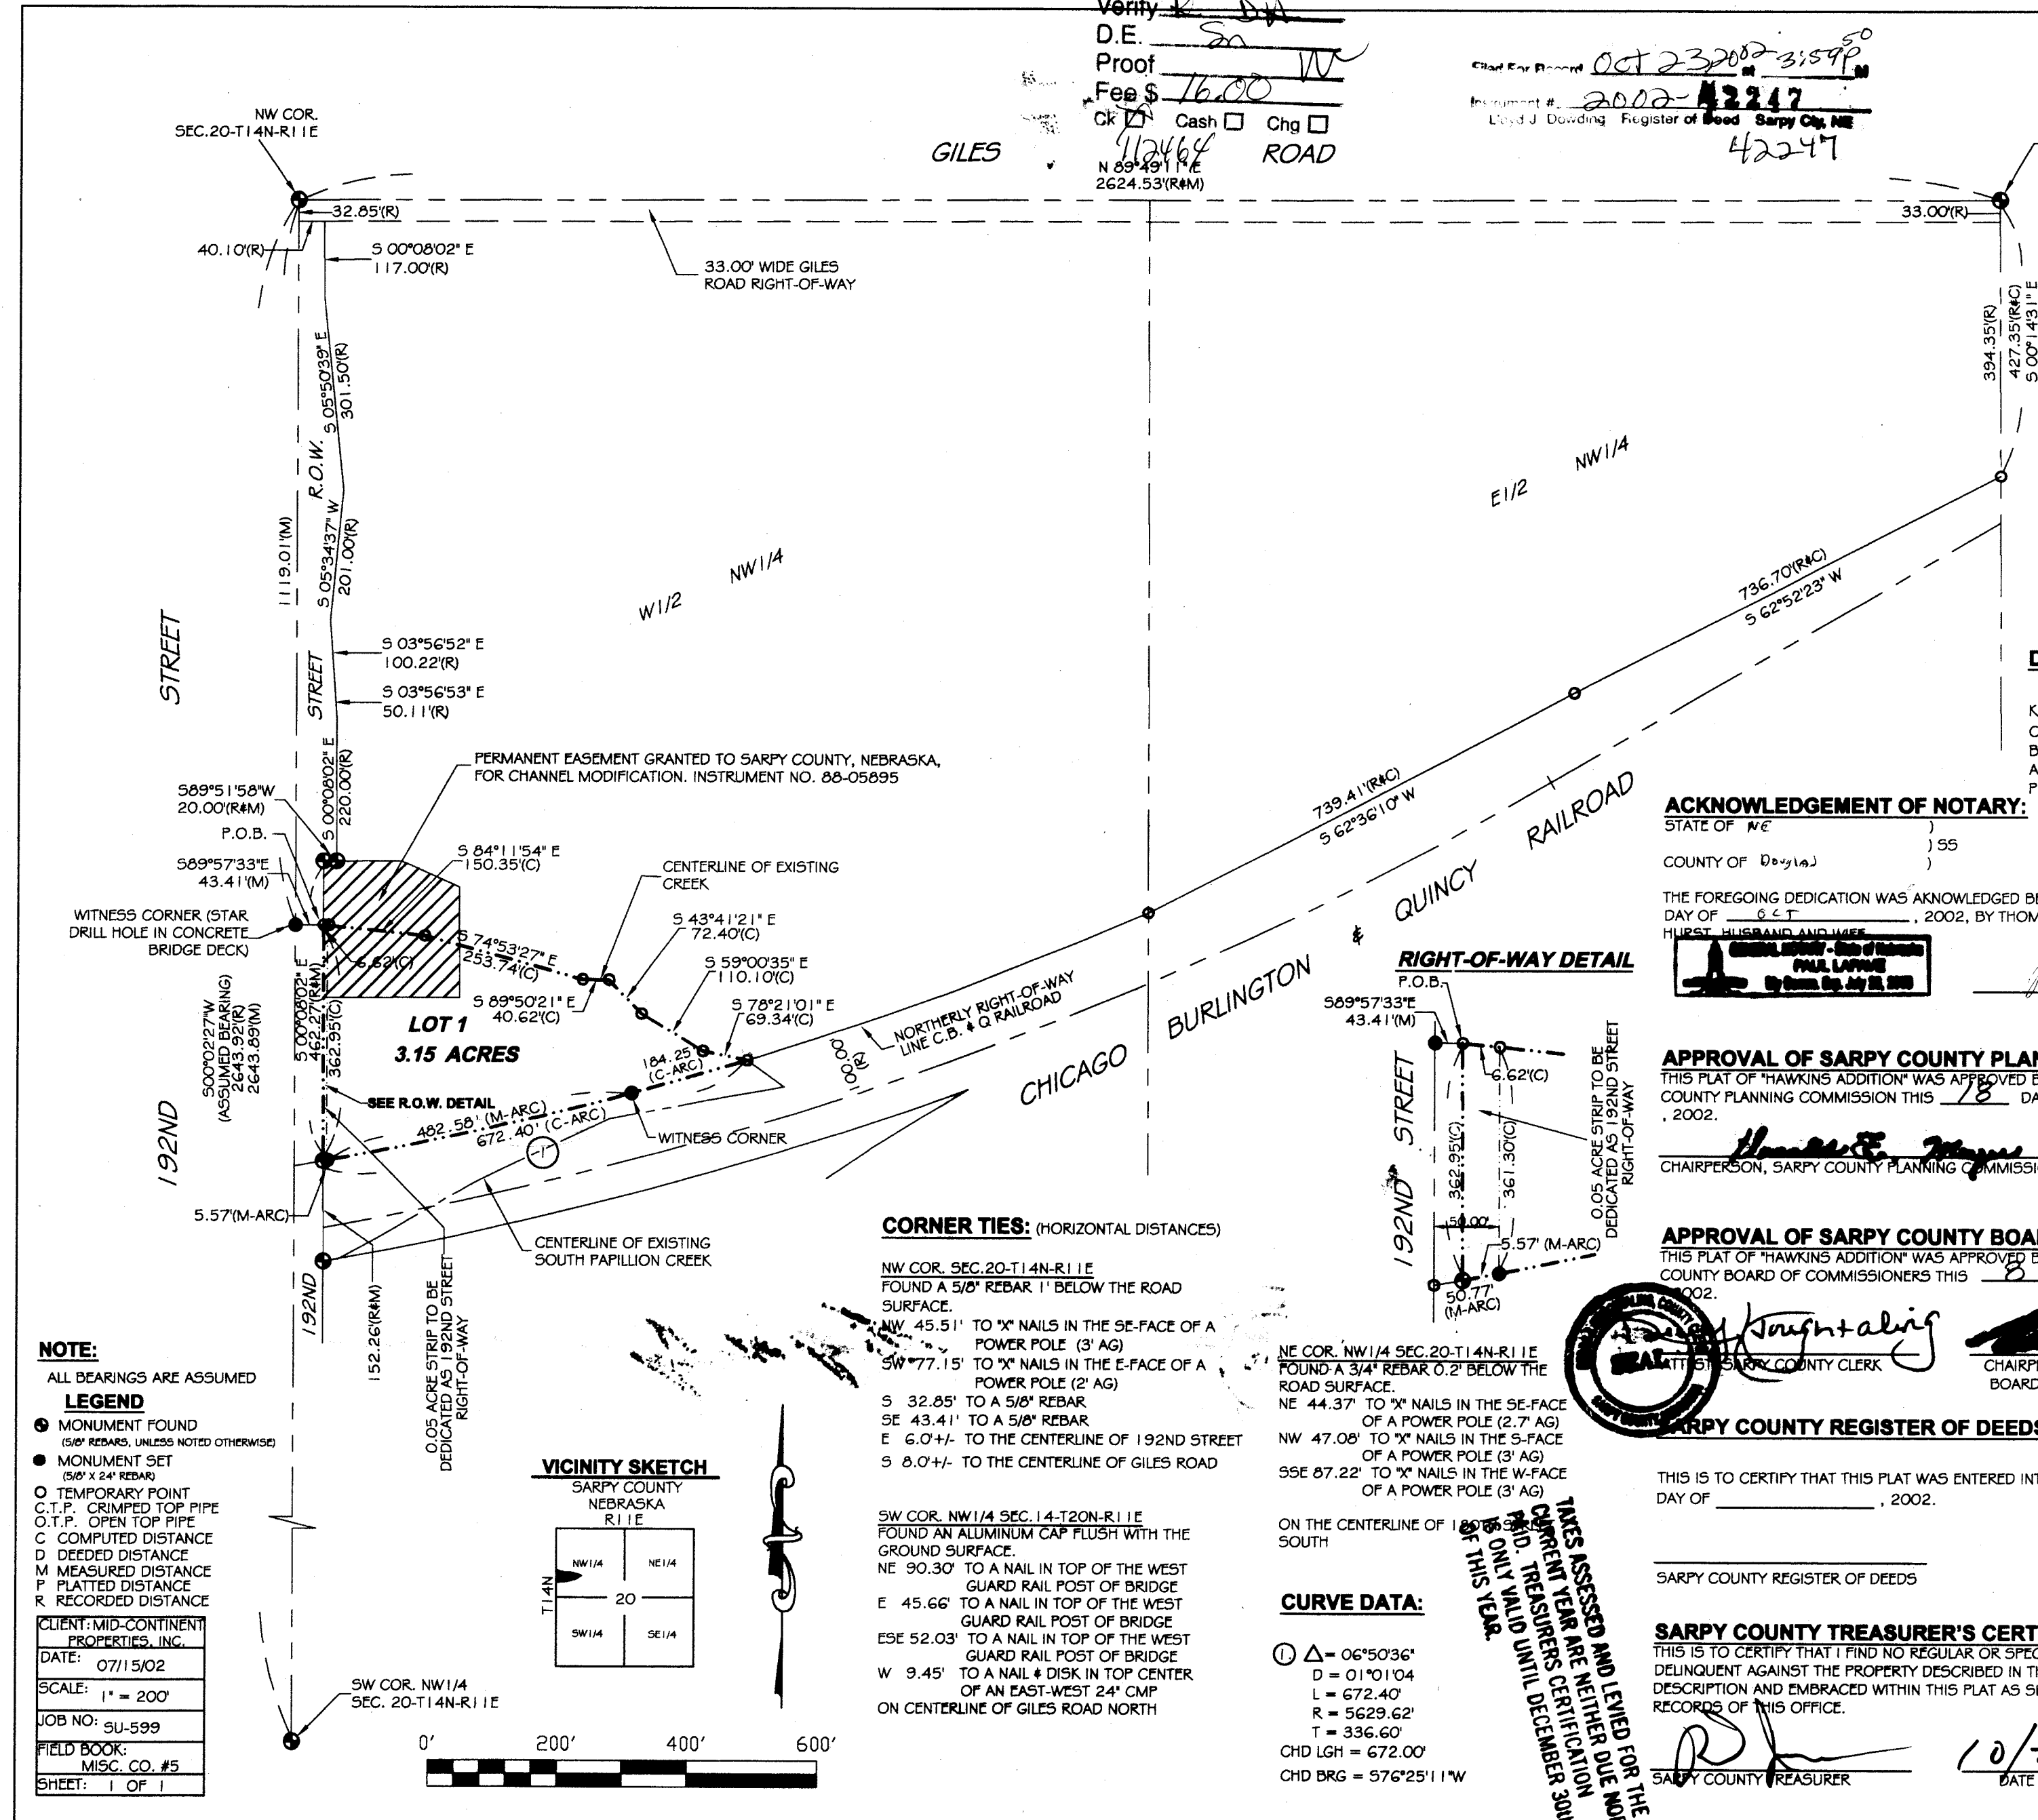 Verify
D.E.
Proof
Fee $ 16.00
Ck Cash Chg
112464
Filed For Record Oct 23 2002 at 3:59 P M
50
Instrument # 2002-42247
Lloyd J. Dowding Register of Deed Sarpy Cty, NE
42247
NW COR.
SEC.20-T14N-R11E
GILES ROAD
N 89°49'11" E
2624.53'(R&M)
32.85'(R)
33.00'(R)
40.10'(R)
S 00°08'02" E
117.00'(R)
33.00' WIDE GILES
ROAD RIGHT-OF-WAY
394.35'(R)
427.35'(R&C)
S 00°14'31" E
S 05°50'39" E
301.50'(R)
R.O.W.
1119.01'(M)
S 05°34'37" W
201.00'(R)
E1/2 NW1/4
W1/2 NW1/4
736.70'(R&C)
S 62°52'23" W
STREET
STREET
S 03°56'52" E
100.22'(R)
S 03°56'53" E
50.11'(R)
S 00°08'02" E
220.00'(R)
PERMANENT EASEMENT GRANTED TO SARPY COUNTY, NEBRASKA,
FOR CHANNEL MODIFICATION. INSTRUMENT NO. 88-05895
S89°51'58"W
20.00'(R&M)
P.O.B.
S89°57'33"E
43.41'(M)
WITNESS CORNER (STAR
DRILL HOLE IN CONCRETE
BRIDGE DECK)
S 84°11'54" E
150.35'(C)
CENTERLINE OF EXISTING
CREEK
S 74°53'27" E
253.74'(C)
6.62'(C)
S 43°41'21" E
72.40'(C)
S 59°00'35" E
110.10'(C)
S 89°50'21" E
40.62'(C)
S 78°21'01" E
69.34'(C)
739.41'(R&C)
S 62°36'10" W
LOT 1
3.15 ACRES
S00°02'27"W
(ASSUMED BEARING)
2643.92'(R)
2643.89'(M)
S 00°08'02" E
462.27'(R&M)
362.95'(C)
NORTHERLY RIGHT-OF-WAY
LINE C.B. & Q RAILROAD
100.00'(R)
CHICAGO BURLINGTON & QUINCY RAILROAD
SEE R.O.W. DETAIL
184.25'
(C-ARC)
482.58' (M-ARC)
672.40' (C-ARC)
1
WITNESS CORNER
192ND
5.57'(M-ARC)
CENTERLINE OF EXISTING
SOUTH PAPILLION CREEK
192ND
152.26'(R&M)
0.05 ACRE STRIP TO BE
DEDICATED AS 192ND STREET
RIGHT-OF-WAY
RIGHT-OF-WAY DETAIL
P.O.B.
S89°57'33"E
43.41'(M)
6.62'(C)
192ND STREET
362.95'(C)
361.30'(C)
50.00'
5.57' (M-ARC)
50.77'
(M-ARC)
0.05 ACRE STRIP TO BE
DEDICATED AS 192ND STREET
RIGHT-OF-WAY
NOTE:
ALL BEARINGS ARE ASSUMED
LEGEND
MONUMENT FOUND
(5/8" REBARS, UNLESS NOTED OTHERWISE)
MONUMENT SET
(5/8" X 24" REBAR)
TEMPORARY POINT
C.T.P. CRIMPED TOP PIPE
O.T.P. OPEN TOP PIPE
C COMPUTED DISTANCE
D DEEDED DISTANCE
M MEASURED DISTANCE
P PLATTED DISTANCE
R RECORDED DISTANCE
CLIENT: MID-CONTINENT
PROPERTIES, INC.
DATE: 07/15/02
SCALE: 1" = 200'
JOB NO: SU-599
FIELD BOOK:
MISC. CO. #5
SHEET: 1 OF 1
SW COR. NW1/4
SEC. 20-T14N-R11E
VICINITY SKETCH
SARPY COUNTY
NEBRASKA
R11E
T14N
NW1/4 NE1/4
20
SW1/4 SE1/4
0' 200' 400' 600'
CORNER TIES: (HORIZONTAL DISTANCES)
NW COR. SEC.20-T14N-R11E
FOUND A 5/8" REBAR 1' BELOW THE ROAD
SURFACE.
NW 45.51' TO "X" NAILS IN THE SE-FACE OF A
POWER POLE (3' AG)
SW 77.15' TO "X" NAILS IN THE E-FACE OF A
POWER POLE (2' AG)
S 32.85' TO A 5/8" REBAR
SE 43.41' TO A 5/8" REBAR
E 6.0'+/- TO THE CENTERLINE OF 192ND STREET
S 8.0'+/- TO THE CENTERLINE OF GILES ROAD
SW COR. NW1/4 SEC.14-T20N-R11E
FOUND AN ALUMINUM CAP FLUSH WITH THE
GROUND SURFACE.
NE 90.30' TO A NAIL IN TOP OF THE WEST
GUARD RAIL POST OF BRIDGE
E 45.66' TO A NAIL IN TOP OF THE WEST
GUARD RAIL POST OF BRIDGE
ESE 52.03' TO A NAIL IN TOP OF THE WEST
GUARD RAIL POST OF BRIDGE
W 9.45' TO A NAIL & DISK IN TOP CENTER
OF AN EAST-WEST 24" CMP
ON CENTERLINE OF GILES ROAD NORTH
NE COR. NW1/4 SEC.20-T14N-R11E
FOUND A 3/4" REBAR 0.2' BELOW THE
ROAD SURFACE.
NE 44.37' TO "X" NAILS IN THE SE-FACE
OF A POWER POLE (2.7' AG)
NW 47.08' TO "X" NAILS IN THE S-FACE
OF A POWER POLE (3' AG)
SSE 87.22' TO "X" NAILS IN THE W-FACE
OF A POWER POLE (3' AG)
ON THE CENTERLINE OF
SOUTH
CURVE DATA:
1 Δ= 06°50'36"
D = 01°01'04
L = 672.40'
R = 5629.62'
T = 336.60'
CHD LGH = 672.00'
CHD BRG = S76°25'11"W
TAXES ASSESSED AND LEVIED FOR THE
CURRENT YEAR ARE NEITHER DUE NOR
PAID. TREASURERS CERTIFICATION
IS ONLY VALID UNTIL DECEMBER 30th
OF THIS YEAR.
D
K
O
B
A
P
ACKNOWLEDGEMENT OF NOTARY:
STATE OF NE )
) SS
COUNTY OF Douglas )
THE FOREGOING DEDICATION WAS AKNOWLEDGED BE
DAY OF OCT , 2002, BY THOM
HURST, HUSBAND AND WIFE
GENERAL NOTARY - State of Nebraska
PAUL LAFAVE
My Comm. Exp. July
APPROVAL OF SARPY COUNTY PLAN
THIS PLAT OF "HAWKINS ADDITION" WAS APPROVED B
COUNTY PLANNING COMMISSION THIS 18 DA
, 2002.
CHAIRPERSON, SARPY COUNTY PLANNING COMMISSI
APPROVAL OF SARPY COUNTY BOA
THIS PLAT OF "HAWKINS ADDITION" WAS APPROVED B
COUNTY BOARD OF COMMISSIONERS THIS 8
2002.
SEAL
ATTEST: SARPY COUNTY CLERK
CHAIRP
BOARD
SARPY COUNTY REGISTER OF DEEDS
THIS IS TO CERTIFY THAT THIS PLAT WAS ENTERED INT
DAY OF , 2002.
SARPY COUNTY REGISTER OF DEEDS
SARPY COUNTY TREASURER'S CERT
THIS IS TO CERTIFY THAT I FIND NO REGULAR OR SPEC
DELINQUENT AGAINST THE PROPERTY DESCRIBED IN TH
DESCRIPTION AND EMBRACED WITHIN THIS PLAT AS S
RECORDS OF THIS OFFICE.
10/
SARPY COUNTY TREASURER DATE